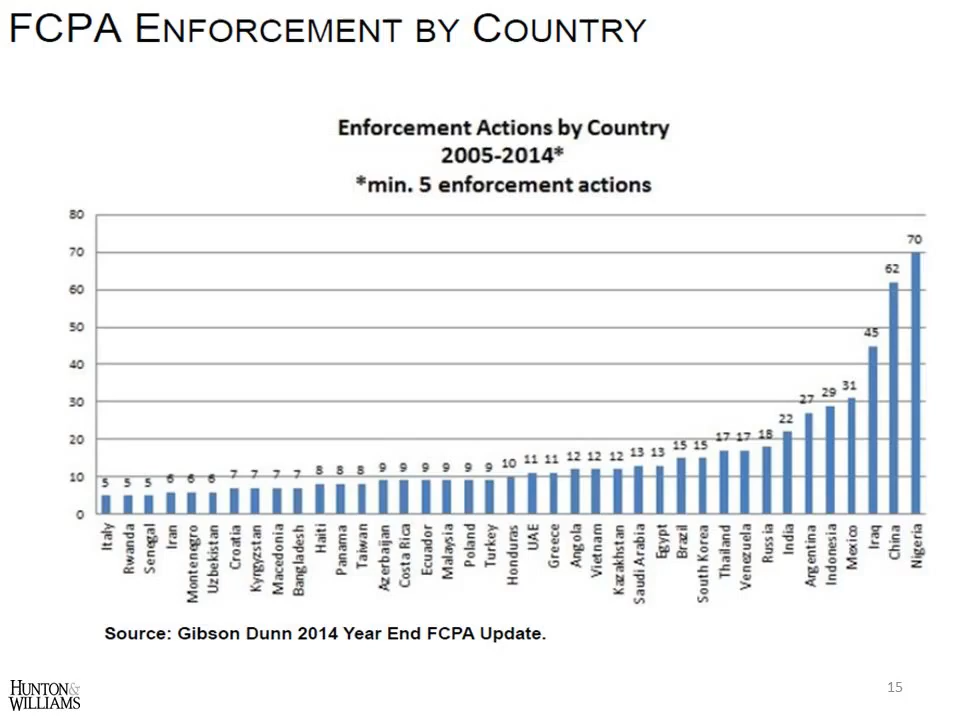 FCPA ENFORCEMENT BY COUNTRY
Enforcement Actions by Country
2005-2014*
*min. 5 enforcement actions
80
70
60
50
40
30
20
10
0
5 5 5 6 6 6 7 7 7 7 8 8 8 9 9 9 9 9 9 10 11 11 12 12 12 13 13 15 15 17 17 18 22 27 29 31 45 62 70
Italy
Rwanda
Senegal
Iran
Montenegro
Uzbekistan
Croatia
Kyrgyzstan
Macedonia
Bangladesh
Haiti
Panama
Taiwan
Azerbaijan
Costa Rica
Ecuador
Malaysia
Poland
Turkey
Honduras
UAE
Greece
Angola
Vietnam
Kazakhstan
Saudi Arabia
Egypt
Brazil
South Korea
Thailand
Venezuela
Russia
India
Argentina
Indonesia
Mexico
Iraq
China
Nigeria
Source: Gibson Dunn 2014 Year End FCPA Update.
HUNTON&
WILLIAMS
15